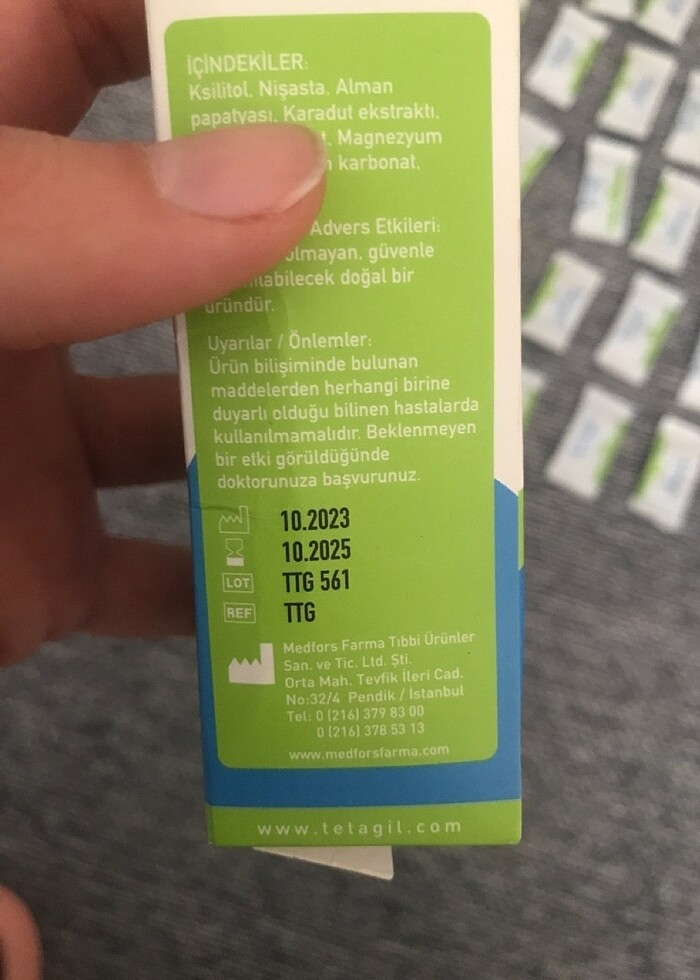 İÇİNDEKİLER:
Ksilitol, Nişasta, Alman
papatyası, Karadut ekstraktı,
Magnezyum
karbonat,
Advers Etkileri:
olmayan, güvenle
doğal bir
üründür.
Uyarılar / Önlemler:
Ürün bilişiminde bulunan
maddelerden herhangi birine
duyarlı olduğu bilinen hastalarda
kullanılmamalıdır. Beklenmeyen
bir etki görüldüğünde
doktorunuza başvurunuz.
10.2023
10.2025
LOT TTG 561
REF TTG
Medfors Farma Tıbbi Ürünler
San. ve Tic. Ltd. Şti.
Orta Mah. Tevfik İleri Cad.
No:32/4 Pendik / İstanbul
Tel: 0 (216) 379 83 00
0 (216) 378 53 13
www.medforsfarma.com
www.tetagil.com